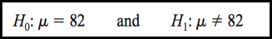 H₀: μ = 82 and H₁: μ ≠ 82